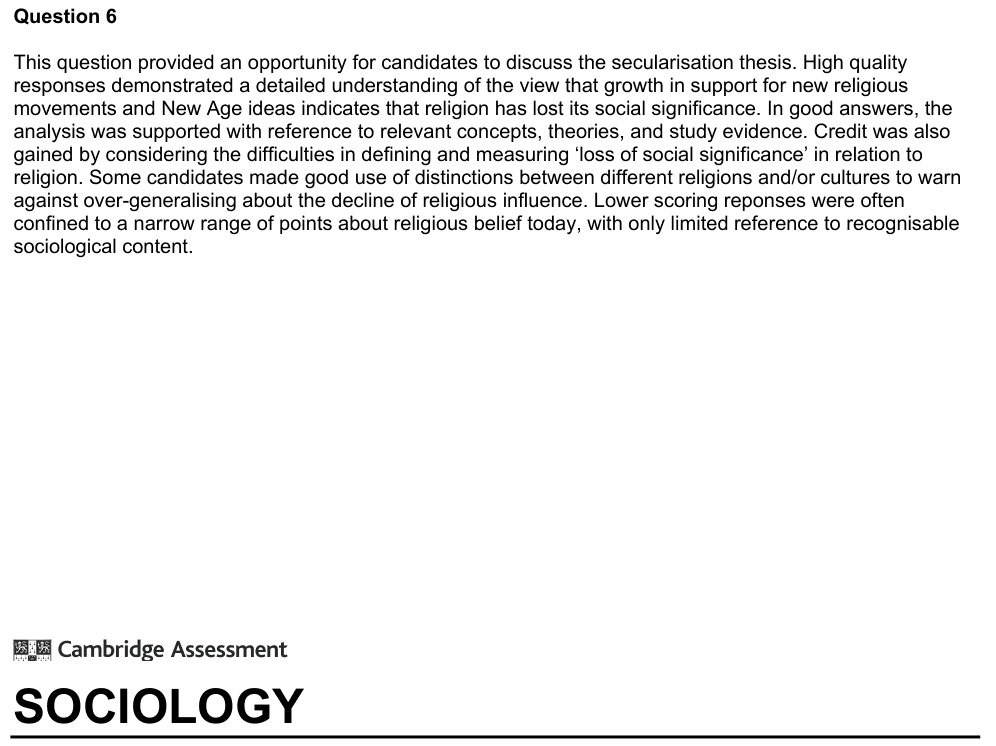 Question 6
This question provided an opportunity for candidates to discuss the secularisation thesis. High quality
responses demonstrated a detailed understanding of the view that growth in support for new religious
movements and New Age ideas indicates that religion has lost its social significance. In good answers, the
analysis was supported with reference to relevant concepts, theories, and study evidence. Credit was also
gained by considering the difficulties in defining and measuring ‘loss of social significance’ in relation to
religion. Some candidates made good use of distinctions between different religions and/or cultures to warn
against over-generalising about the decline of religious influence. Lower scoring reponses were often
confined to a narrow range of points about religious belief today, with only limited reference to recognisable
sociological content.
Cambridge Assessment
SOCIOLOGY